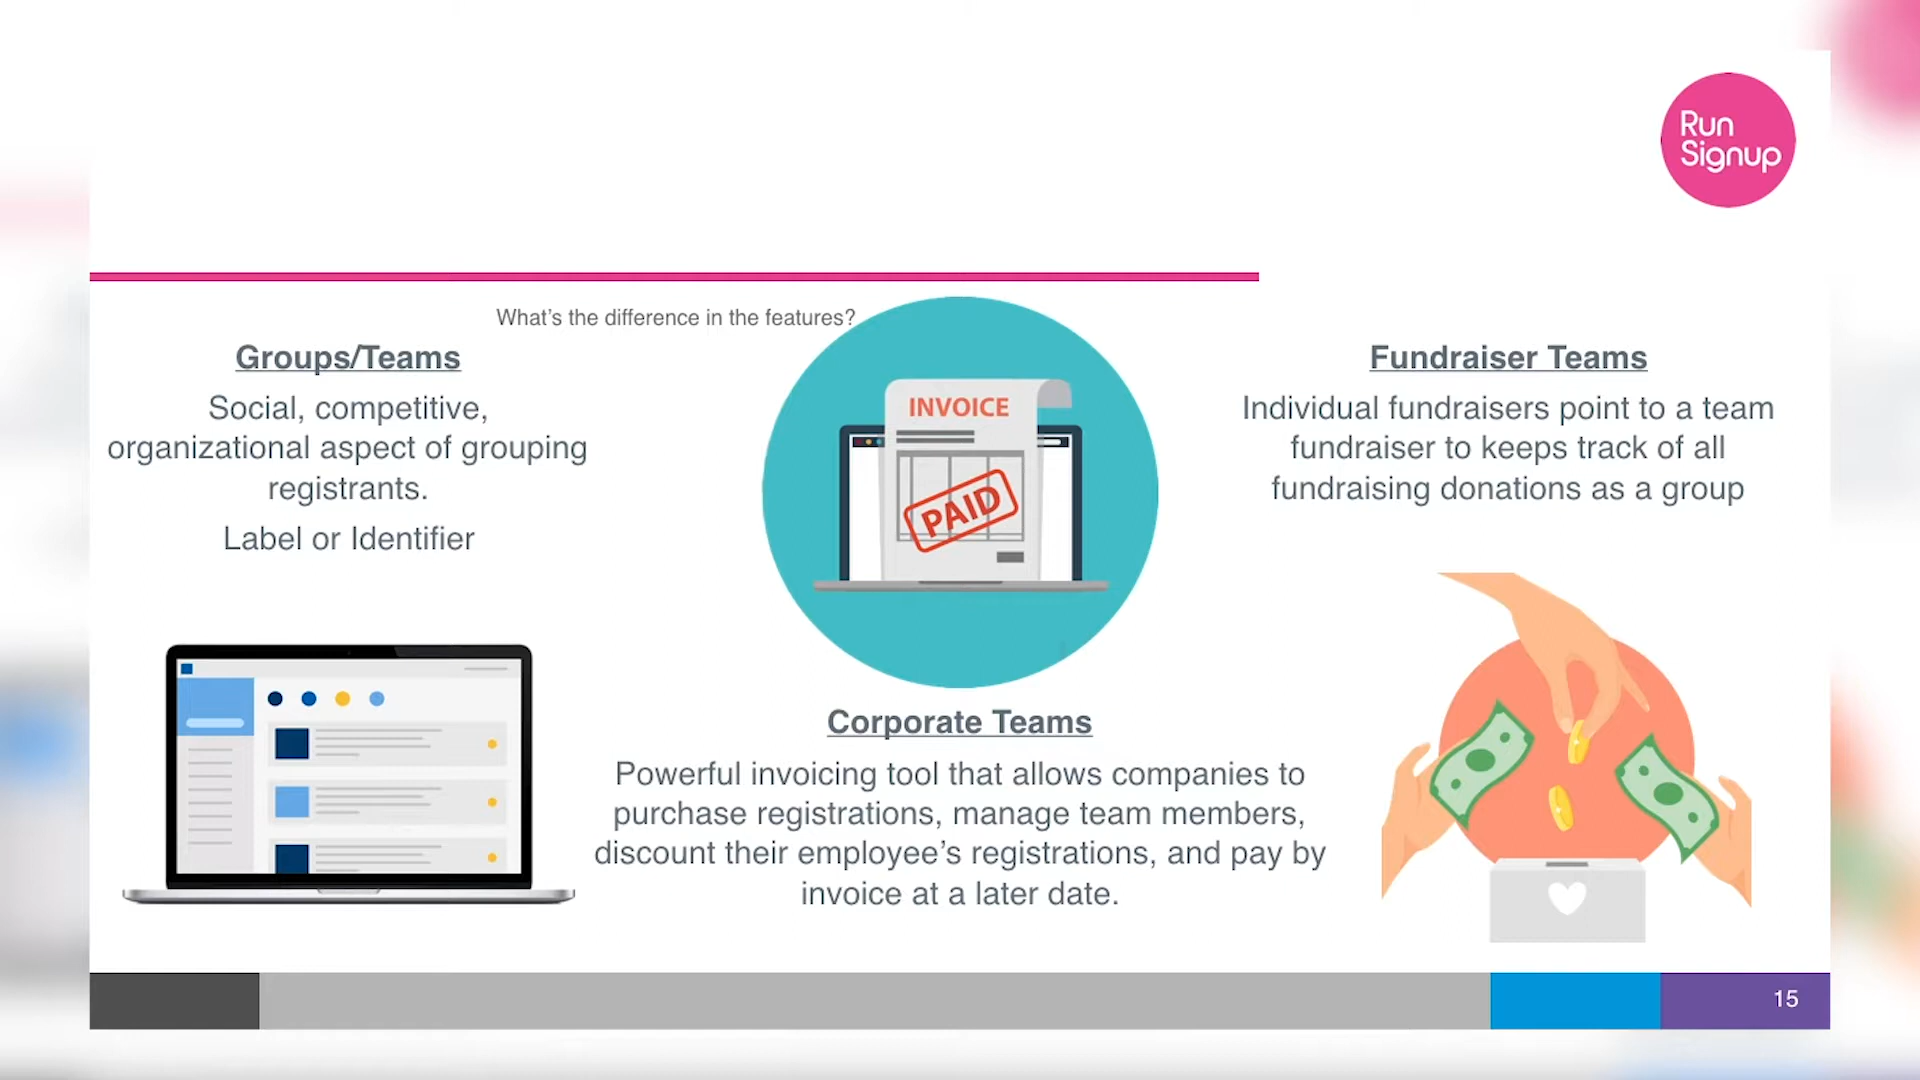 Run
Signup
What’s the difference in the features?
Groups/Teams
Social, competitive,
organizational aspect of grouping
registrants.
Label or Identifier
INVOICE
PAID
Fundraiser Teams
Individual fundraisers point to a team
fundraiser to keeps track of all
fundraising donations as a group
Corporate Teams
Powerful invoicing tool that allows companies to
purchase registrations, manage team members,
discount their employee’s registrations, and pay by
invoice at a later date.
15